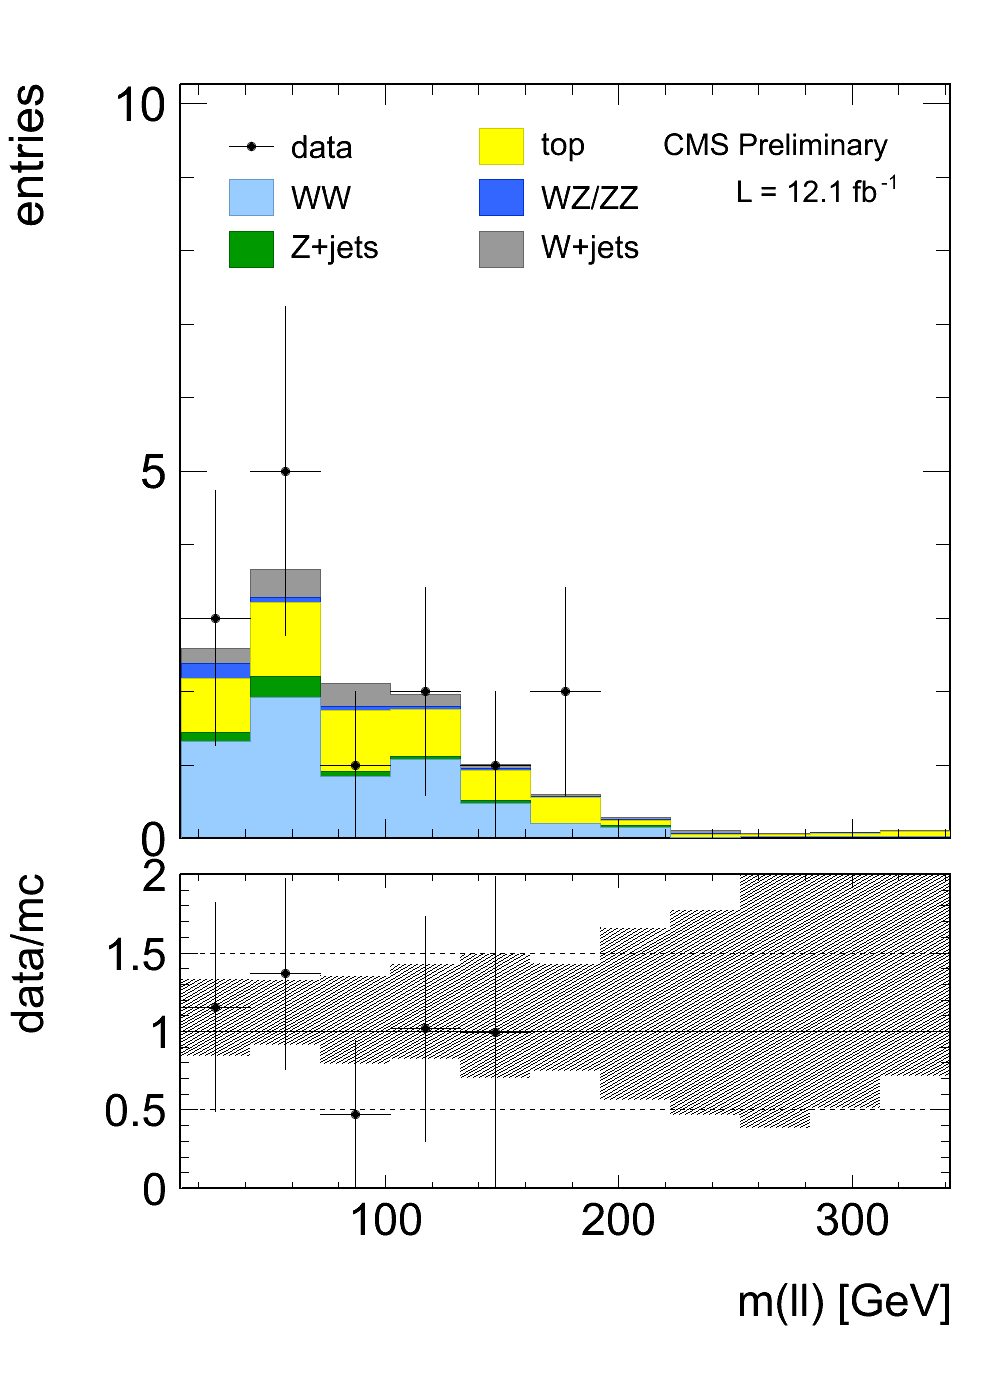 entries
10
5
0
data
top
CMS Preliminary
WW
WZ/ZZ
L = 12.1 fb⁻¹
Z+jets
W+jets
data/mc
2
1.5
1
0.5
0
100 200 300
m(ll) [GeV]